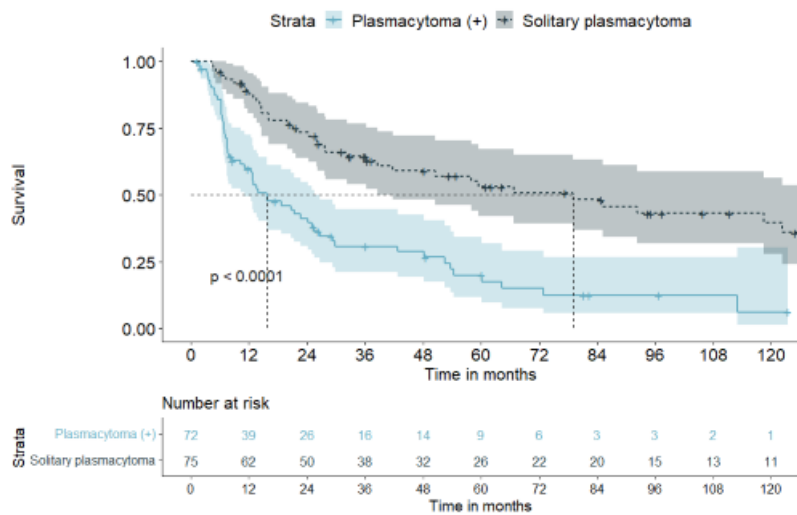 Strata Plasmacytoma (+) Solitary plasmacytoma
1.00
0.75
0.50
0.25
0.00
Survival
p < 0.0001
0 12 24 36 48 60 72 84 96 108 120
Time in months
Number at risk
Strata
Plasmacytoma (+) 72 39 26 16 14 9 6 3 3 2 1
Solitary plasmacytoma 75 62 50 38 32 26 22 20 15 13 11
0 12 24 36 48 60 72 84 96 108 120
Time in months